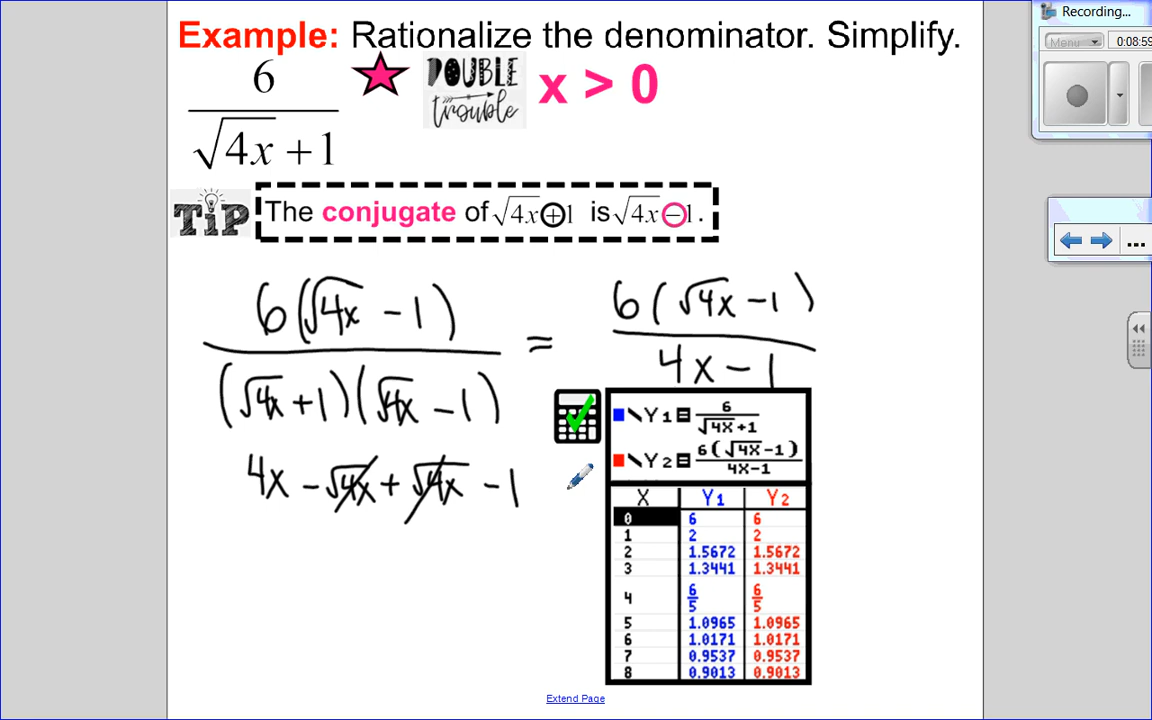 Example: Rationalize the denominator. Simplify.
6
√4x + 1
DOUBLE
trouble
x > 0
TiP
The conjugate of √4x + 1 is √4x − 1.
6(√4x − 1)
(√4x + 1)(√4x − 1)
=
6(√4x − 1)
4x − 1
4x − √4x + √4x − 1
\Y1=6/(√4X+1)
\Y2=6(√4X-1)/(4X-1)
X Y1 Y2
0 6 6
1 2 2
2 1.5672 1.5672
3 1.3441 1.3441
4 6/5 6/5
5 1.0965 1.0965
6 1.0171 1.0171
7 0.9537 0.9537
8 0.9013 0.9013
Extend Page
Recording...
Menu 0:08:59
...